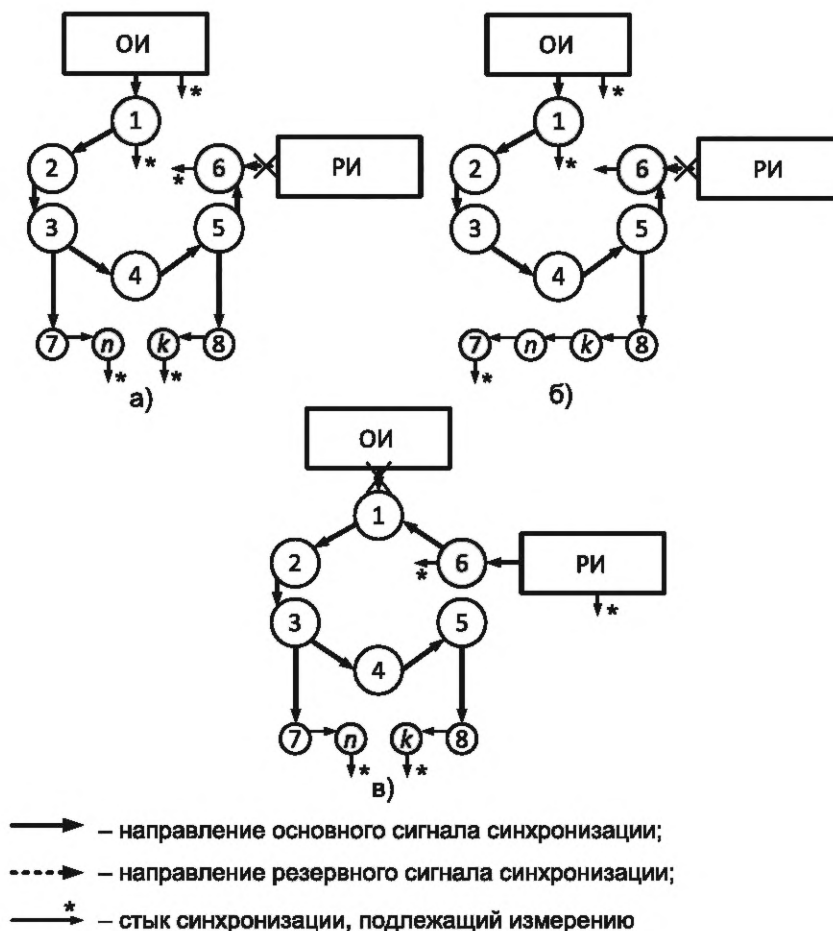 ОИ
*
1
*
2
6
*
РИ
3
5
4
7
n
k
8
*
*
а)
ОИ
*
1
*
2
6
РИ
3
5
4
7
n
k
8
*
б)
ОИ
1
2
6
*
РИ
*
3
5
4
7
n
k
8
*
*
в)
– направление основного сигнала синхронизации;
– направление резервного сигнала синхронизации;
* – стык синхронизации, подлежащий измерению